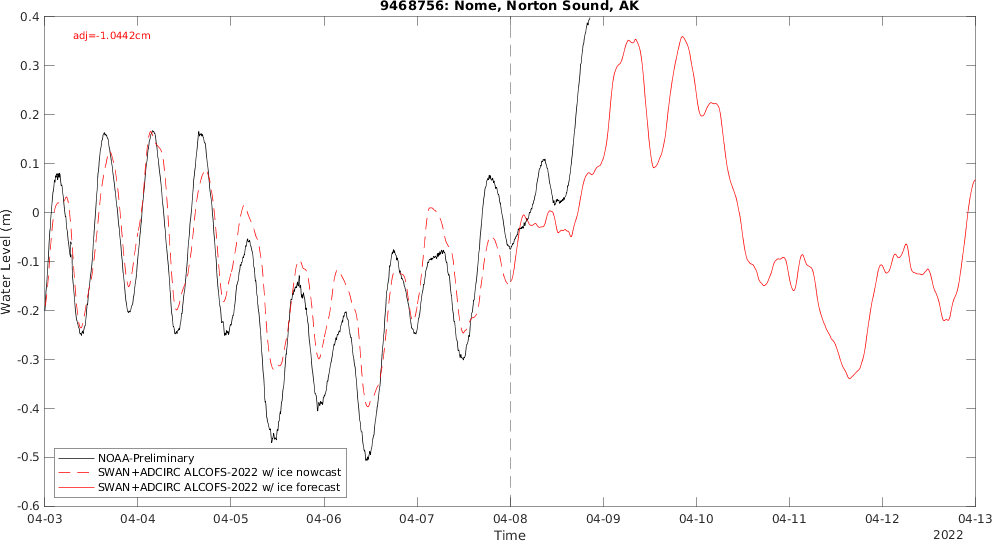 9468756: Nome, Norton Sound, AK
adj=-1.0442cm
0.4
0.3
0.2
0.1
0
-0.1
-0.2
-0.3
-0.4
-0.5
-0.6
Water Level (m)
NOAA-Preliminary
SWAN+ADCIRC ALCOFS-2022 w/ ice nowcast
SWAN+ADCIRC ALCOFS-2022 w/ ice forecast
04-03 04-04 04-05 04-06 04-07 04-08 04-09 04-10 04-11 04-12 04-13
Time
2022